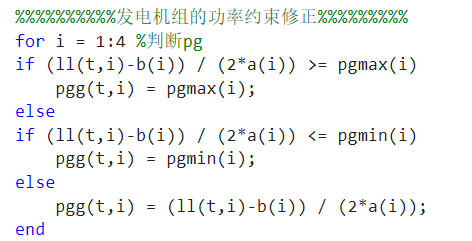 %%%%%%%%%%发电机组的功率约束修正%%%%%%%%%
for i = 1:4 %判断pg
if (ll(t,i)-b(i)) / (2*a(i)) >= pgmax(i)
    pgg(t,i) = pgmax(i);
else
if (ll(t,i)-b(i)) / (2*a(i)) <= pgmin(i)
    pgg(t,i) = pgmin(i);
else
    pgg(t,i) = (ll(t,i)-b(i)) / (2*a(i));
end